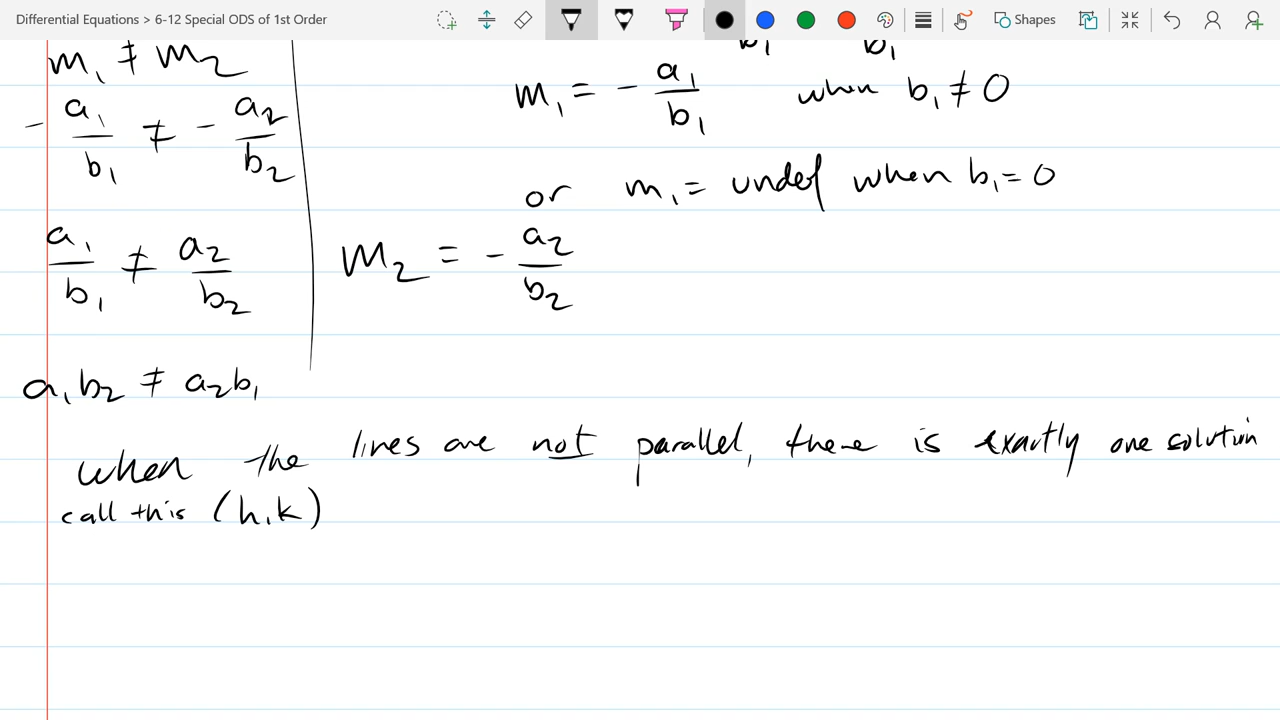 Differential Equations > 6-12 Special ODS of 1st Order
Shapes
b₁ b₁
m₁ ≠ m₂
m₁ = - a₁/b₁ when b₁ ≠ 0
- a₁/b₁ ≠ - a₂/b₂
or m₁ = undef when b₁ = 0
a₁/b₁ ≠ a₂/b₂
m₂ = - a₂/b₂
a₁b₂ ≠ a₂b₁
when the lines are not parallel, there is exactly one solution
call this (h,k)